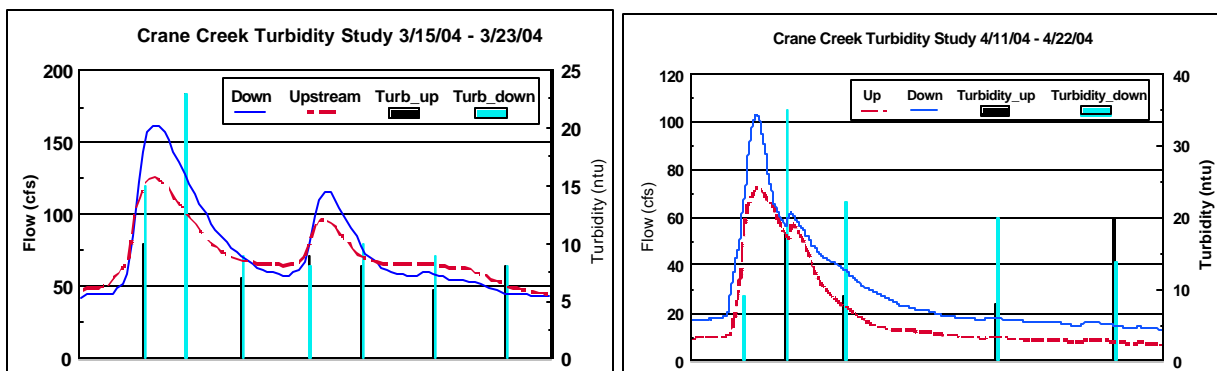 Crane Creek Turbidity Study 3/15/04 - 3/23/04
200
150
100
50
0
Flow (cfs)
Down Upstream Turb_up Turb_down
25
20
15
10
5
0
Turbidity (ntu)
Crane Creek Turbidity Study 4/11/04 - 4/22/04
120
100
80
60
40
20
0
Flow (cfs)
Up Down Turbidity_up Turbidity_down
40
30
20
10
0
Turbidity (ntu)